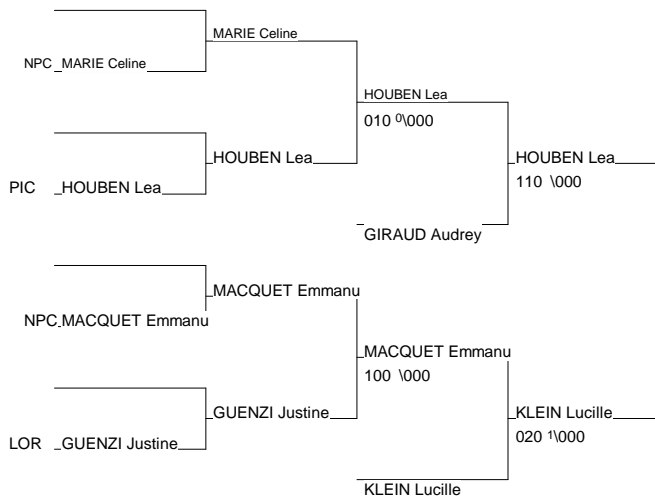 MARIE Celine
NPC MARIE Celine
HOUBEN Lea
010 0\000
HOUBEN Lea
HOUBEN Lea
110 \000
PIC HOUBEN Lea
GIRAUD Audrey
MACQUET Emmanu
NPC MACQUET Emmanu
MACQUET Emmanu
100 \000
GUENZI Justine
KLEIN Lucille
020 1\000
LOR GUENZI Justine
KLEIN Lucille